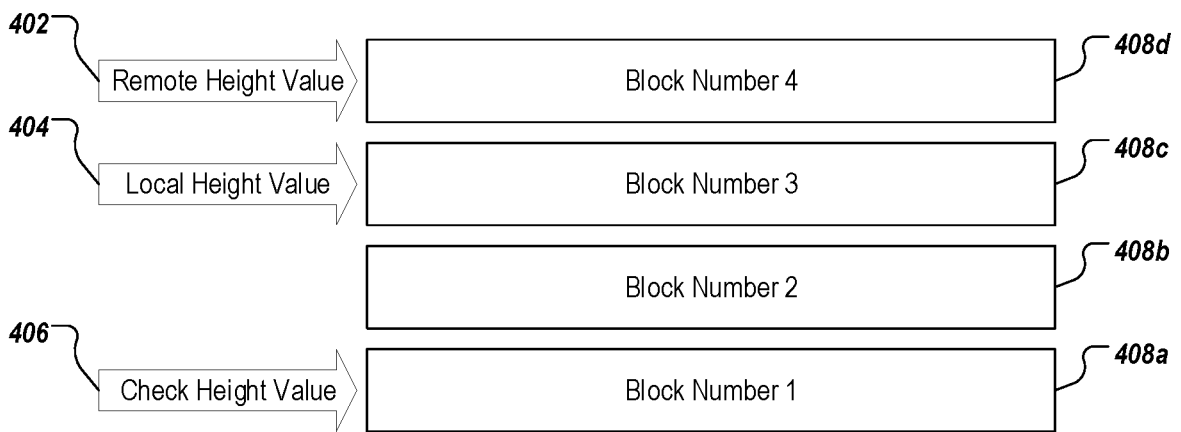 402
Remote Height Value
Block Number 4
408d
404
Local Height Value
Block Number 3
408c
Block Number 2
408b
406
Check Height Value
Block Number 1
408a